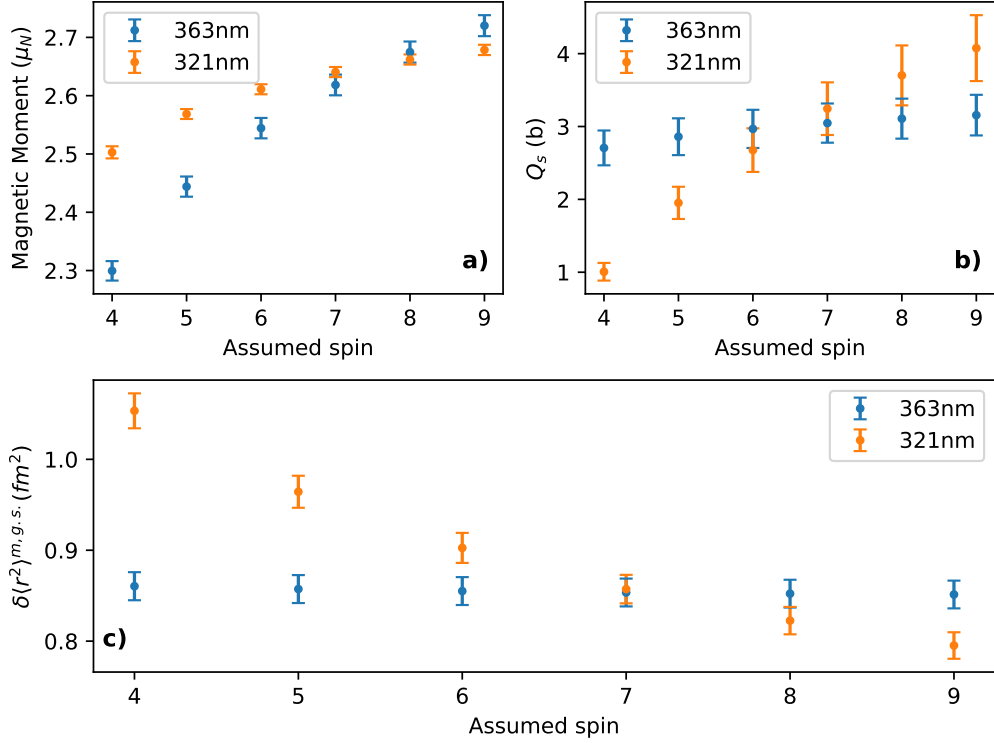 Magnetic Moment (μN)
2.7
2.6
2.5
2.4
2.3
363nm
321nm
a)
4 5 6 7 8 9
Assumed spin
Qs (b)
4
3
2
1
363nm
321nm
b)
4 5 6 7 8 9
Assumed spin
δ⟨r²⟩m,g.s.(fm²)
1.0
0.9
0.8
363nm
321nm
c)
4 5 6 7 8 9
Assumed spin